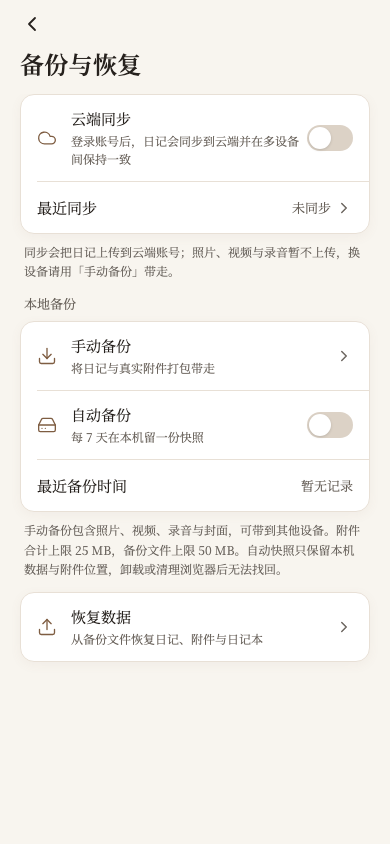 备份与恢复
云端同步
登录账号后，日记会同步到云端并在多设备
间保持一致
最近同步
未同步
同步会把日记上传到云端账号；照片、视频与录音暂不上传，换
设备请用「手动备份」带走。
本地备份
手动备份
将日记与真实附件打包带走
自动备份
每 7 天在本机留一份快照
最近备份时间
暂无记录
手动备份包含照片、视频、录音与封面，可带到其他设备。附件
合计上限 25 MB，备份文件上限 50 MB。自动快照只保留本机
数据与附件位置，卸载或清理浏览器后无法找回。
恢复数据
从备份文件恢复日记、附件与日记本